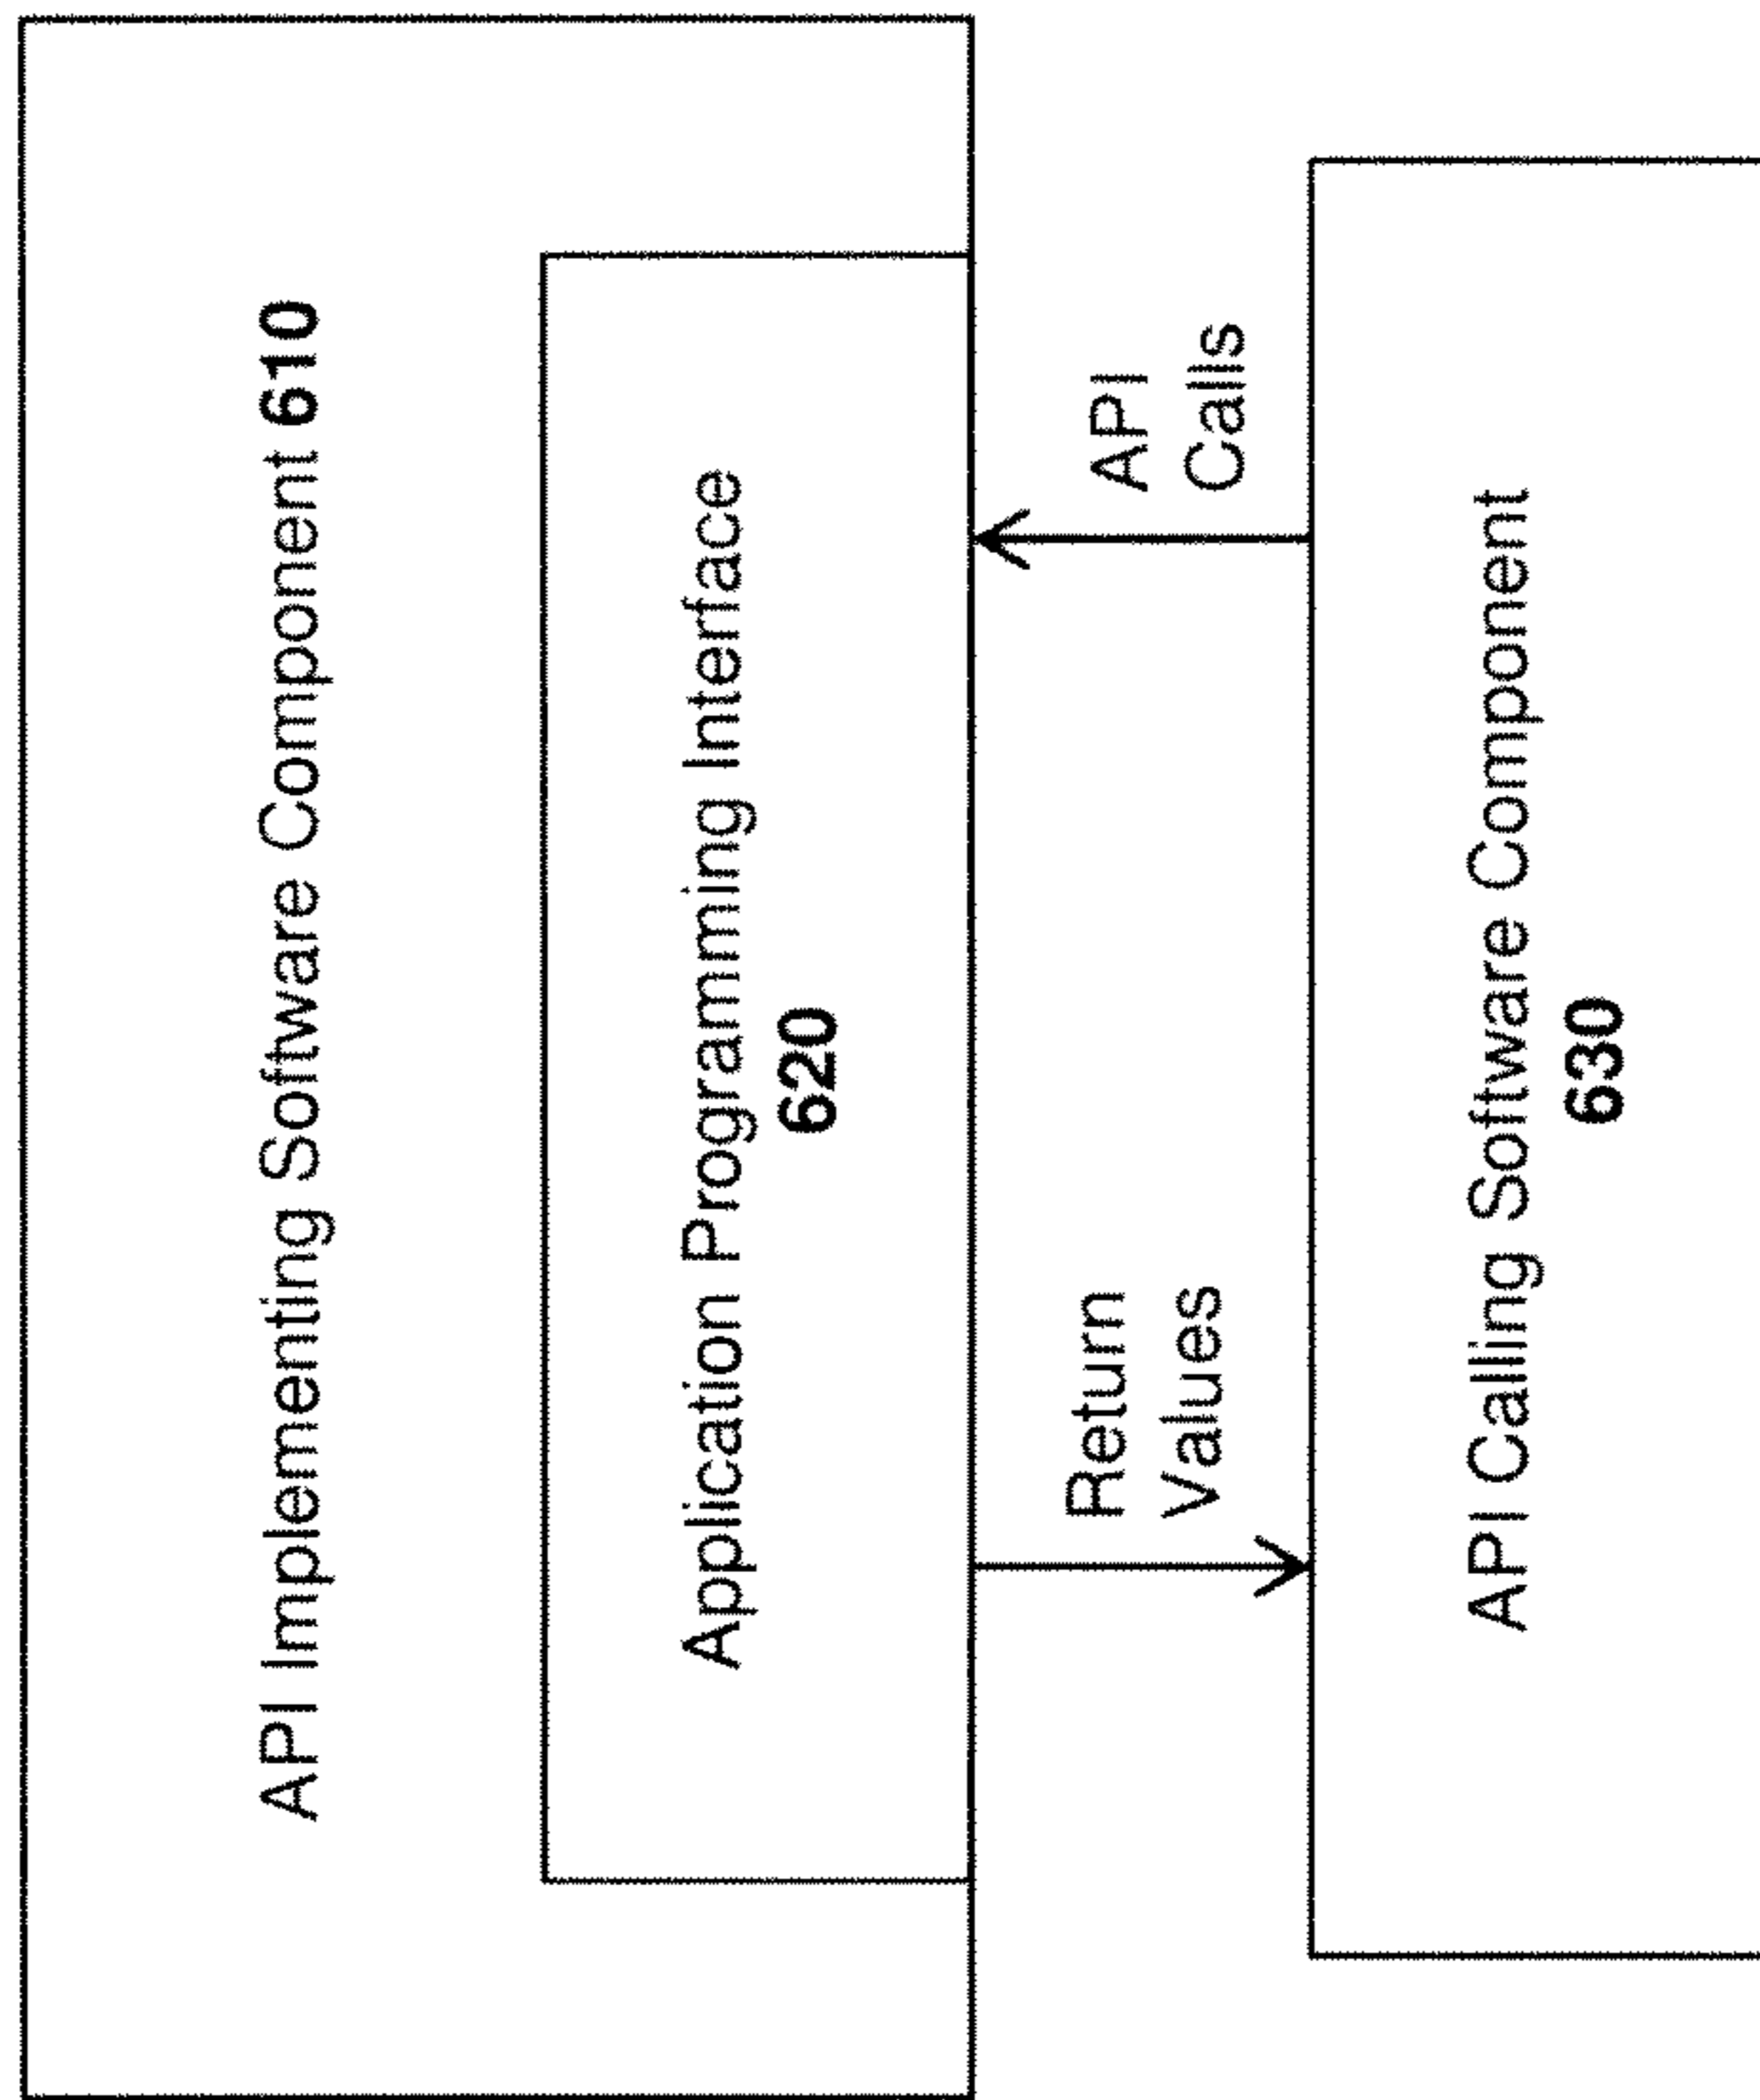 API Implementing Software Component 610
Application Programming Interface
620
Return
Values
API
Calls
API Calling Software Component
630